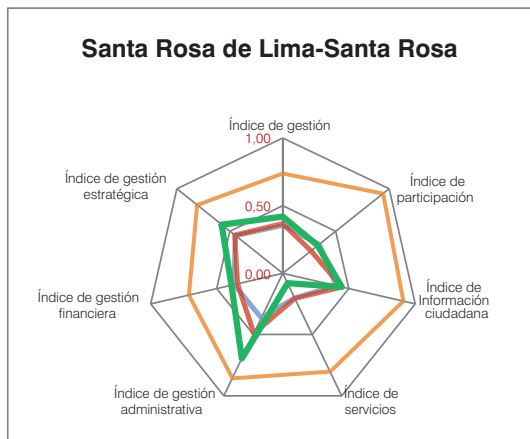 Santa Rosa de Lima-Santa Rosa
Índice de gestión
1,00
Índice de gestión
estratégica
Índice de
participación
0,50
0,00
Índice de gestión
financiera
Índice de
Información
ciudadana
Índice de gestión
administrativa
Índice de
servicios